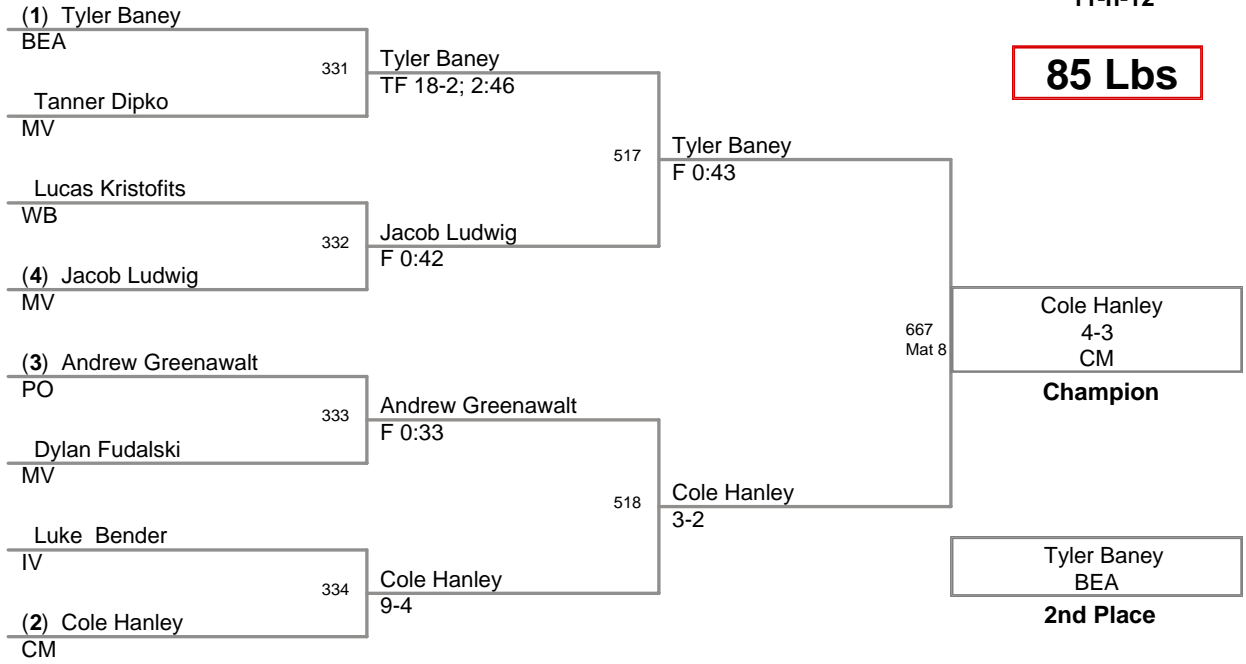 11-n-12
85 Lbs
(1) Tyler Baney
BEA
331
Tanner Dipko
MV
Tyler Baney
TF 18-2; 2:46
Lucas Kristofits
WB
332
(4) Jacob Ludwig
MV
Jacob Ludwig
F 0:42
517
Tyler Baney
F 0:43
(3) Andrew Greenawalt
PO
333
Dylan Fudalski
MV
Andrew Greenawalt
F 0:33
Luke Bender
IV
334
(2) Cole Hanley
CM
Cole Hanley
9-4
518
Cole Hanley
3-2
667
Mat 8
Cole Hanley
4-3
CM
Champion
Tyler Baney
BEA
2nd Place